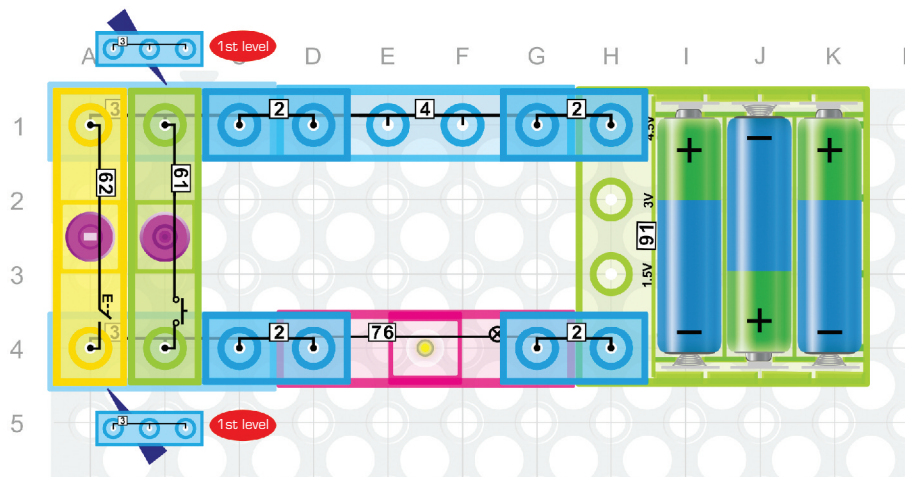 3
1st level
A C D E F G H I J K
1 3 2 4 2 4.5V
+ − +
2 62 61 3V
91
3 1.5V
E
− + −
4 3 2 76 2
5
3
1st level